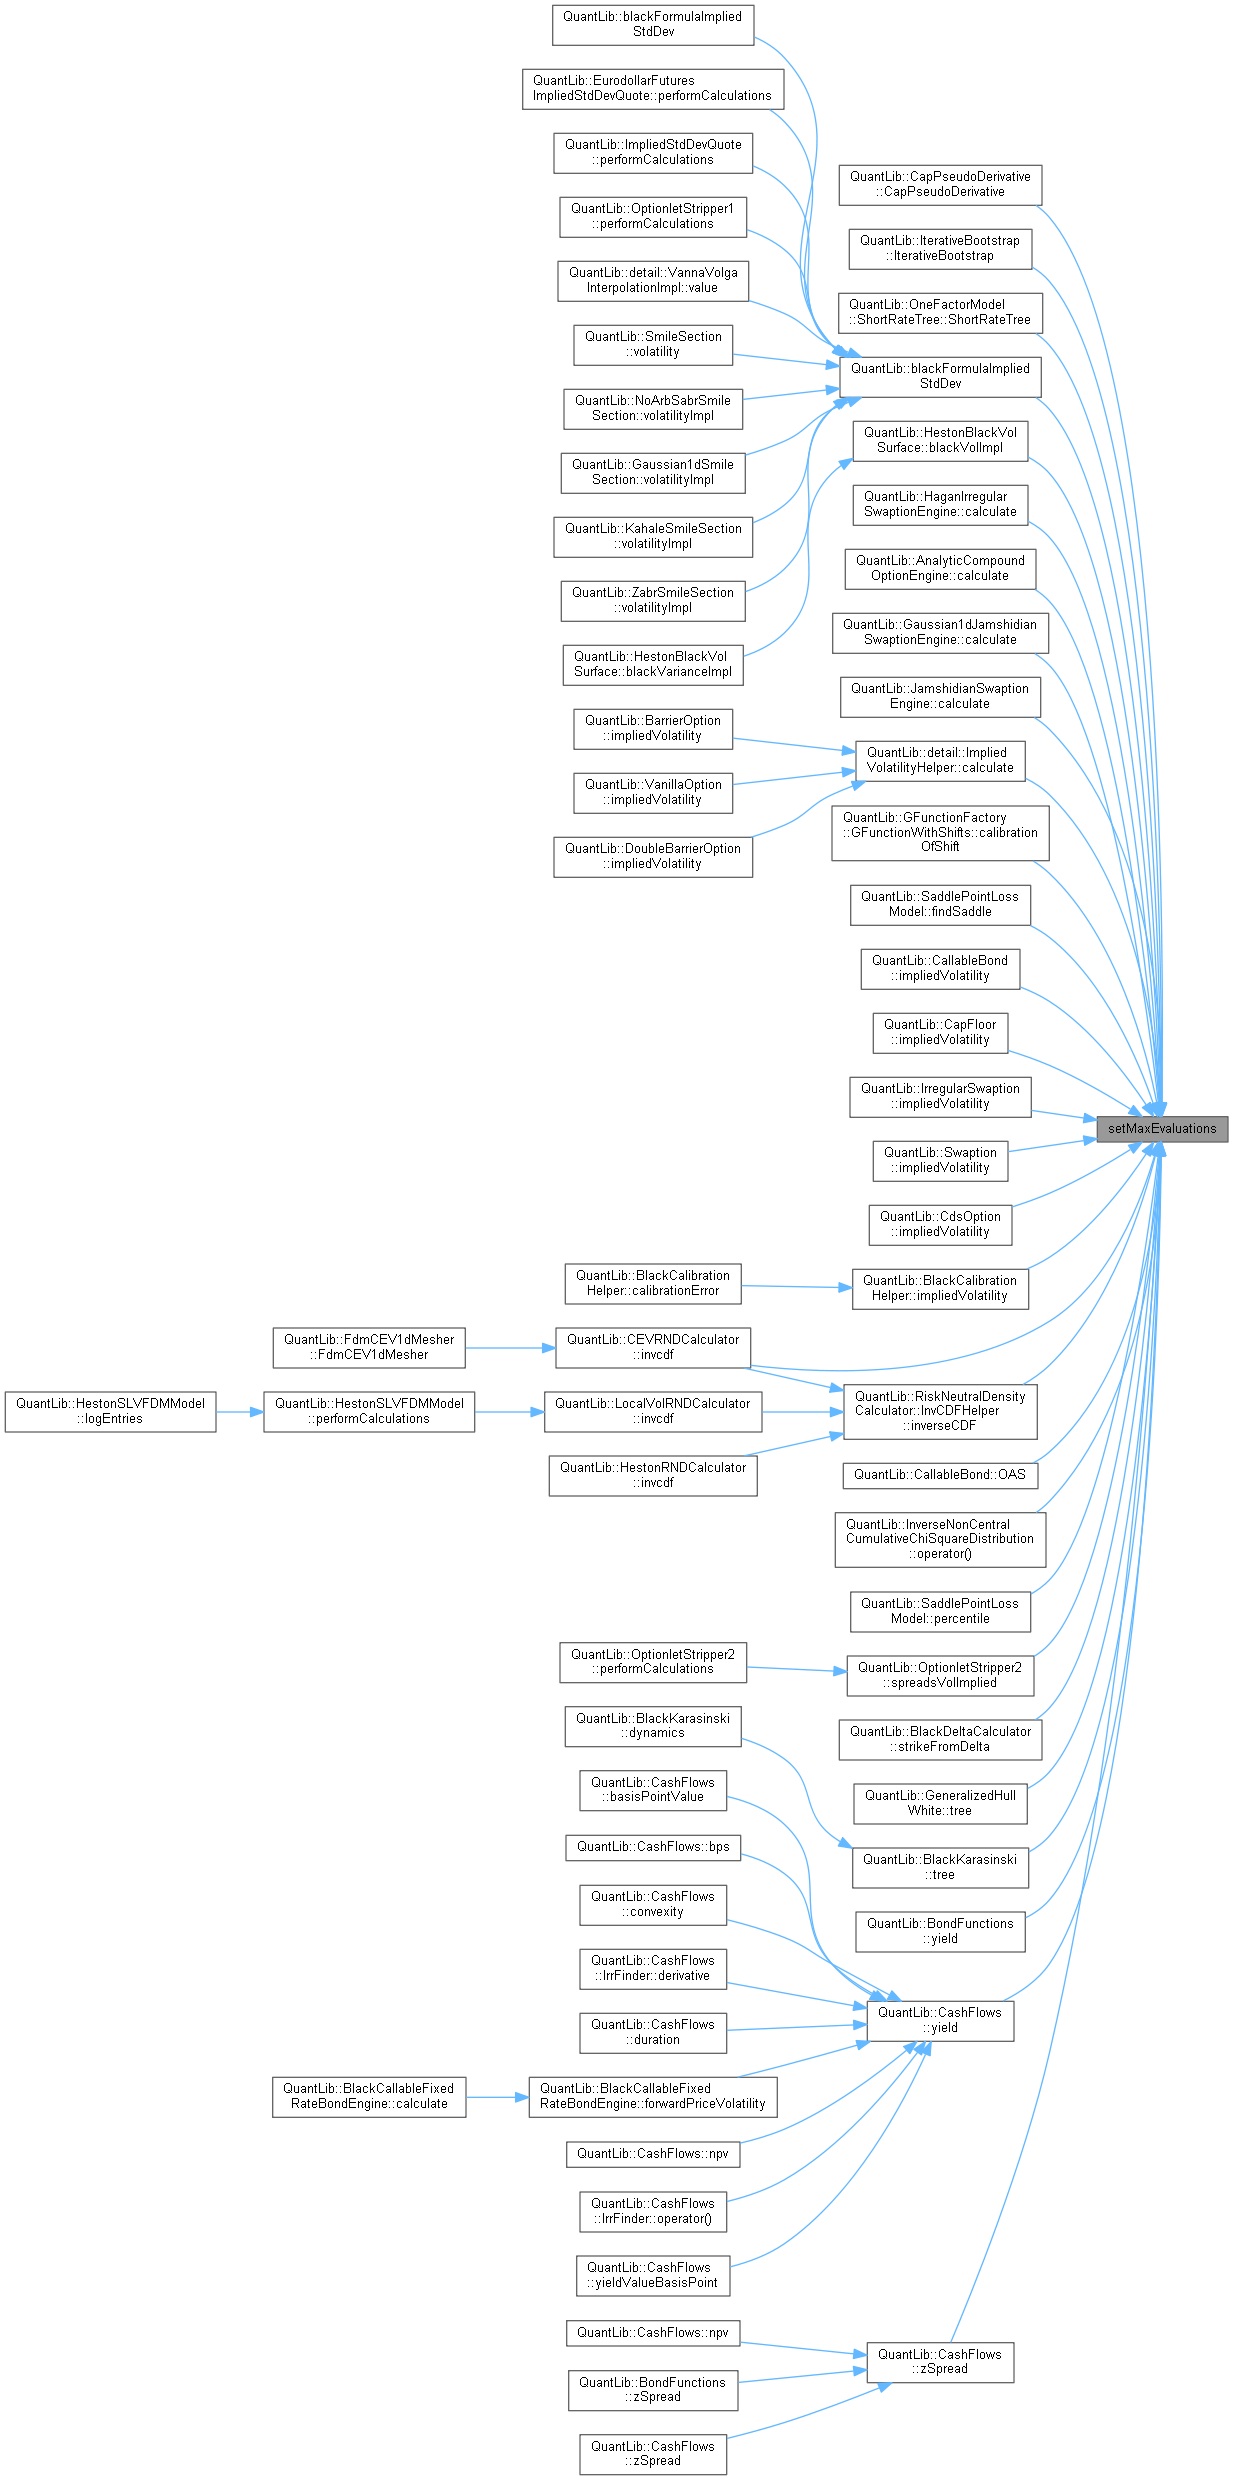 QuantLib::blackFormulaImplied
StdDev
QuantLib::EurodollarFutures
ImpliedStdDevQuote::performCalculations
QuantLib::ImpliedStdDevQuote
::performCalculations
QuantLib::OptionletStripper1
::performCalculations
QuantLib::detail::VannaVolga
InterpolationImpl::value
QuantLib::SmileSection
::volatility
QuantLib::NoArbSabrSmile
Section::volatilityImpl
QuantLib::Gaussian1dSmile
Section::volatilityImpl
QuantLib::KahaleSmileSection
::volatilityImpl
QuantLib::ZabrSmileSection
::volatilityImpl
QuantLib::HestonBlackVol
Surface::blackVarianceImpl
QuantLib::BarrierOption
::impliedVolatility
QuantLib::VanillaOption
::impliedVolatility
QuantLib::DoubleBarrierOption
::impliedVolatility
QuantLib::CapPseudoDerivative
::CapPseudoDerivative
QuantLib::IterativeBootstrap
::IterativeBootstrap
QuantLib::OneFactorModel
::ShortRateTree::ShortRateTree
QuantLib::blackFormulaImplied
StdDev
QuantLib::HestonBlackVol
Surface::blackVolImpl
QuantLib::HaganIrregular
SwaptionEngine::calculate
QuantLib::AnalyticCompound
OptionEngine::calculate
QuantLib::Gaussian1dJamshidian
SwaptionEngine::calculate
QuantLib::JamshidianSwaption
Engine::calculate
QuantLib::detail::Implied
VolatilityHelper::calculate
QuantLib::GFunctionFactory
::GFunctionWithShifts::calibration
OfShift
QuantLib::SaddlePointLoss
Model::findSaddle
QuantLib::CallableBond
::impliedVolatility
QuantLib::CapFloor
::impliedVolatility
QuantLib::IrregularSwaption
::impliedVolatility
setMaxEvaluations
QuantLib::Swaption
::impliedVolatility
QuantLib::CdsOption
::impliedVolatility
QuantLib::BlackCalibration
Helper::calibrationError
QuantLib::BlackCalibration
Helper::impliedVolatility
QuantLib::FdmCEV1dMesher
::FdmCEV1dMesher
QuantLib::CEVRNDCalculator
::invcdf
QuantLib::HestonSLVFDMModel
::logEntries
QuantLib::HestonSLVFDMModel
::performCalculations
QuantLib::LocalVolRNDCalculator
::invcdf
QuantLib::RiskNeutralDensity
Calculator::InvCDFHelper
::inverseCDF
QuantLib::HestonRNDCalculator
::invcdf
QuantLib::CallableBond::OAS
QuantLib::InverseNonCentral
CumulativeChiSquareDistribution
::operator()
QuantLib::SaddlePointLoss
Model::percentile
QuantLib::OptionletStripper2
::performCalculations
QuantLib::OptionletStripper2
::spreadsVolImplied
QuantLib::BlackKarasinski
::dynamics
QuantLib::BlackDeltaCalculator
::strikeFromDelta
QuantLib::CashFlows
::basisPointValue
QuantLib::GeneralizedHull
White::tree
QuantLib::CashFlows::bps
QuantLib::BlackKarasinski
::tree
QuantLib::CashFlows
::convexity
QuantLib::BondFunctions
::yield
QuantLib::CashFlows
::IrrFinder::derivative
QuantLib::CashFlows
::yield
QuantLib::CashFlows
::duration
QuantLib::BlackCallableFixed
RateBondEngine::calculate
QuantLib::BlackCallableFixed
RateBondEngine::forwardPriceVolatility
QuantLib::CashFlows::npv
QuantLib::CashFlows
::IrrFinder::operator()
QuantLib::CashFlows
::yieldValueBasisPoint
QuantLib::CashFlows::npv
QuantLib::CashFlows
::zSpread
QuantLib::BondFunctions
::zSpread
QuantLib::CashFlows
::zSpread